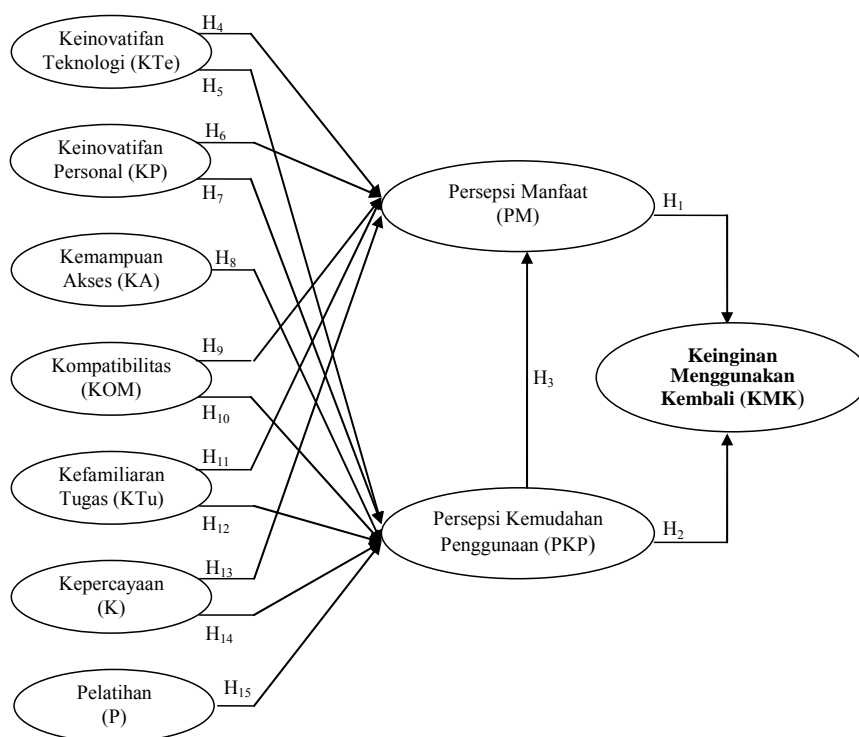 Keinovatifan
Teknologi (KTe)
H4
H5
Keinovatifan
Personal (KP)
H6
H7
Kemampuan
Akses (KA)
H8
Kompatibilitas
(KOM)
H9
H10
Kefamiliaran
Tugas (KTu)
H11
H12
Kepercayaan
(K)
H13
H14
Pelatihan
(P)
H15
Persepsi Manfaat
(PM)
H1
H3
Persepsi Kemudahan
Penggunaan (PKP)
H2
Keinginan
Menggunakan
Kembali (KMK)